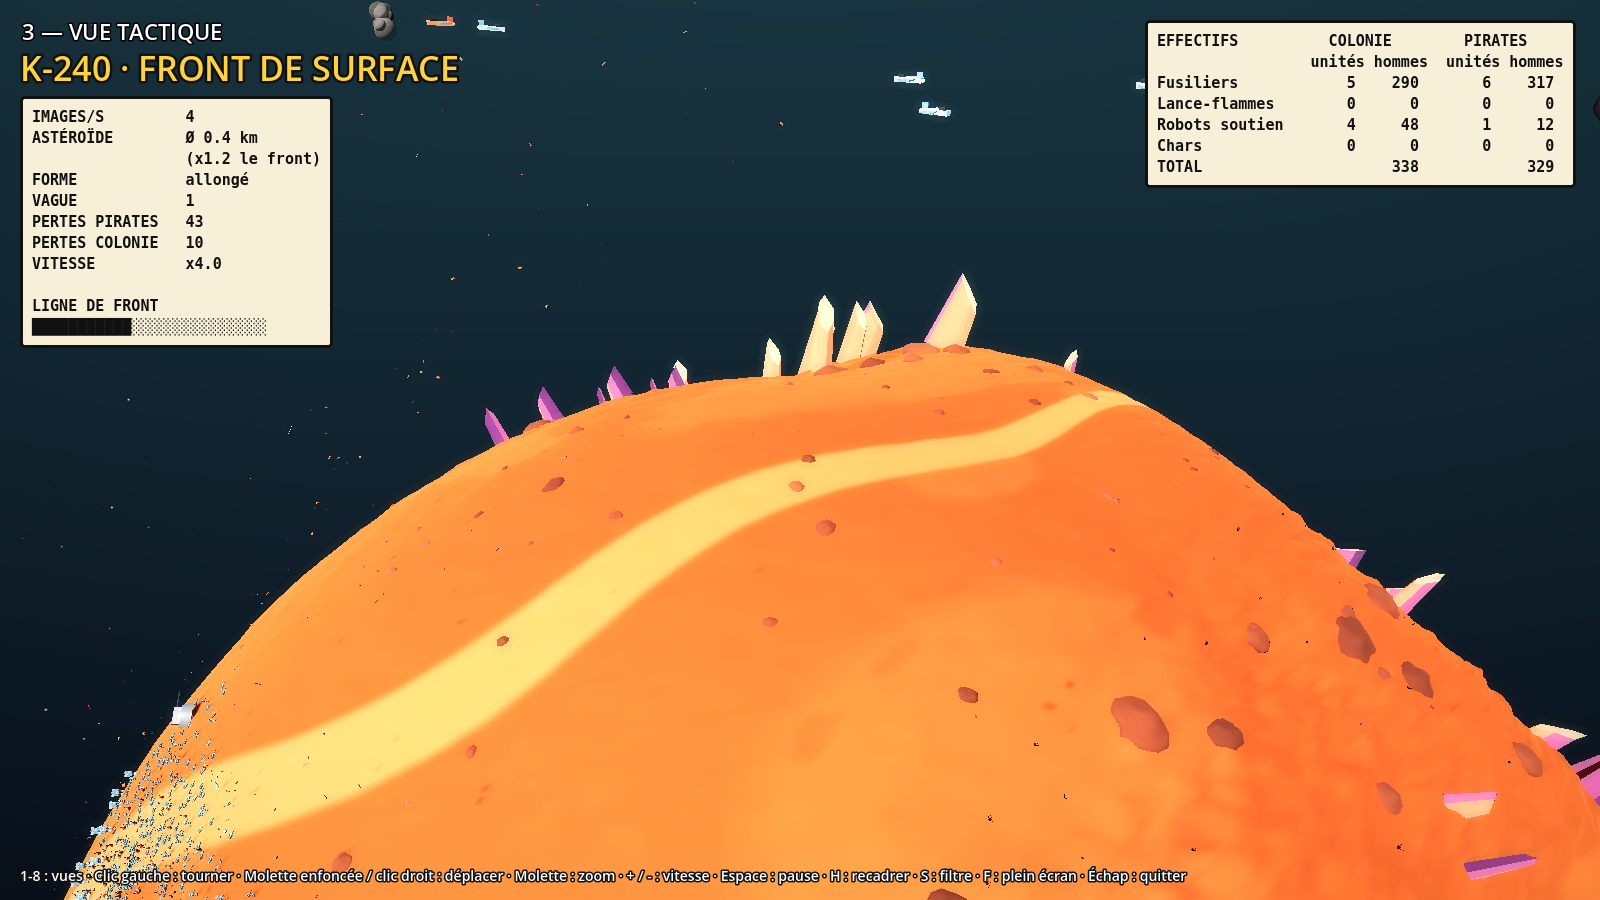 3 — VUE TACTIQUE
K-240 · FRONT DE SURFACE
IMAGES/S 4
ASTÉROÏDE Ø 0.4 km
(x1.2 le front)
FORME allongé
VAGUE 1
PERTES PIRATES 43
PERTES COLONIE 10
VITESSE x4.0
LIGNE DE FRONT
EFFECTIFS COLONIE PIRATES
unités hommes unités hommes
Fusiliers 5 290 6 317
Lance-flammes 0 0 0 0
Robots soutien 4 48 1 12
Chars 0 0 0 0
TOTAL 338 329
1-8 : vues · Clic gauche : tourner · Molette enfoncée / clic droit : déplacer · Molette : zoom · + / - : vitesse · Espace : pause · H : recadrer · S : filtre · F : plein écran · Échap : quitter